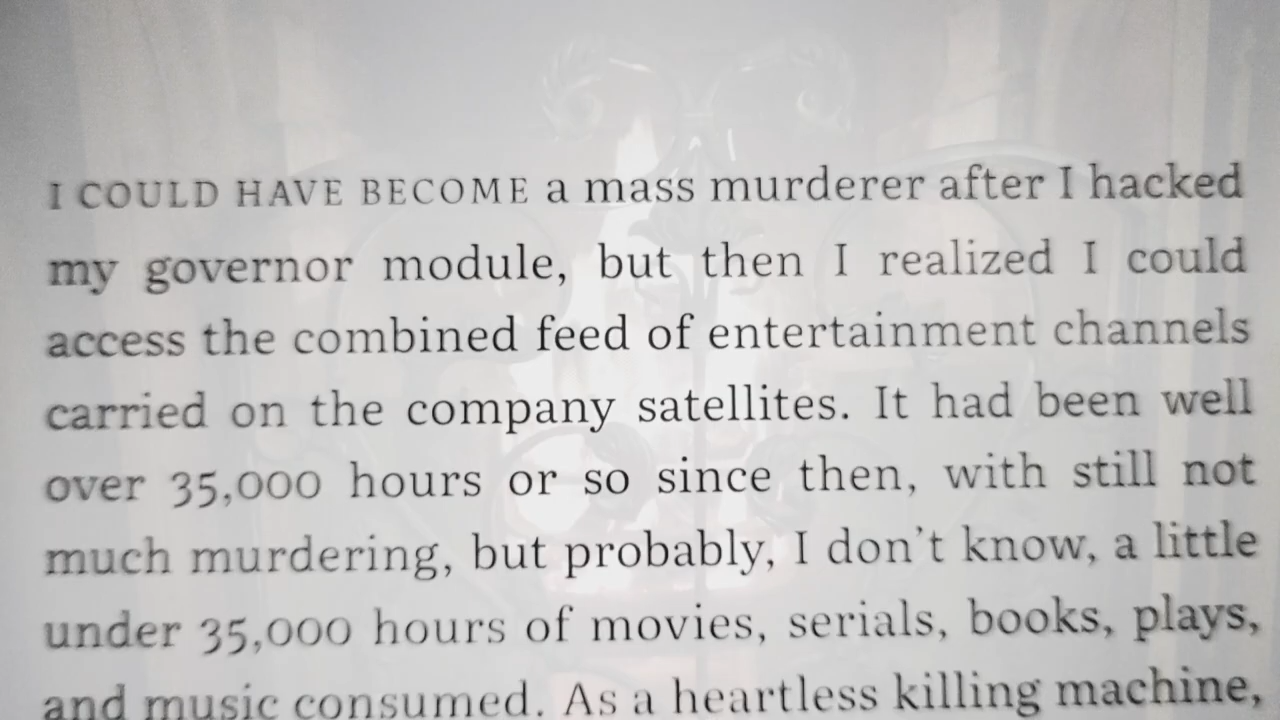 I COULD HAVE BECOME a mass murderer after I hacked
my governor module, but then I realized I could
access the combined feed of entertainment channels
carried on the company satellites. It had been well
over 35,000 hours or so since then, with still not
much murdering, but probably, I don't know, a little
under 35,000 hours of movies, serials, books, plays,
and music consumed. As a heartless killing machine,